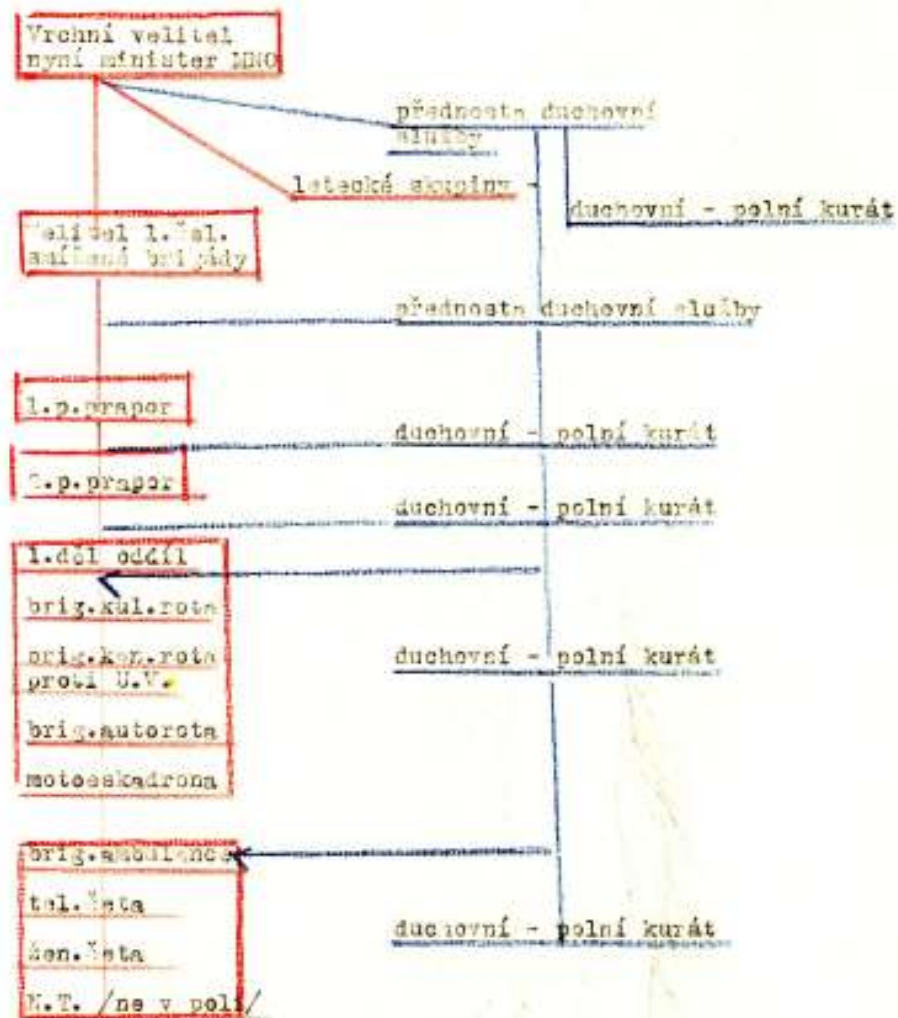 Vrchní velitel
nyní ministr MNO
přednosta duchovní
služby
letecké skupiny -
duchovní - polní kurát
Velitel 1.čsl.
smíšené brigády
přednosta duchovní služby
1.p.prapor
duchovní - polní kurát
2.p.prapor
duchovní - polní kurát
1.děl oddíl
brig.kul.rota
brig.kan.rota
proti U.V.
duchovní - polní kurát
brig.autorota
motoeskadrona
brig.ambulance
tel.četa
duchovní - polní kurát
žen.četa
N.T. /ne v poli/